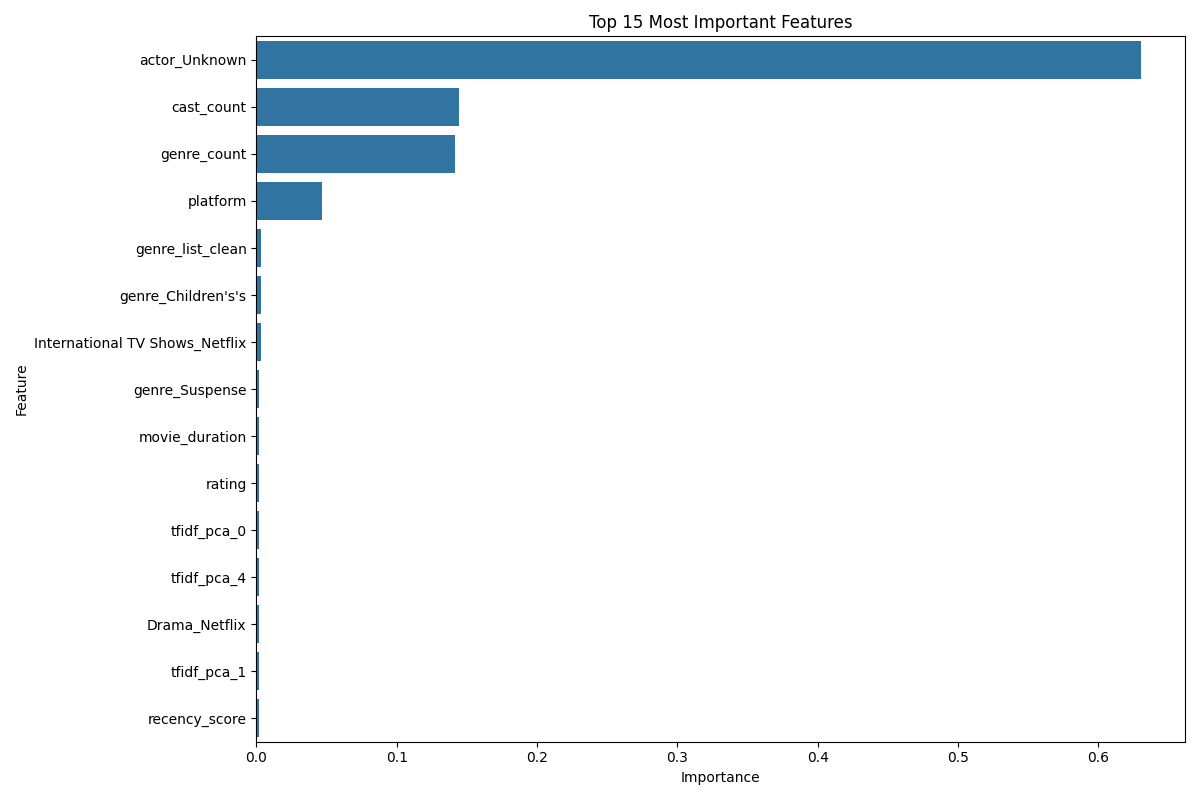 Top 15 Most Important Features
Feature
actor_Unknown
cast_count
genre_count
platform
genre_list_clean
genre_Children's's
International TV Shows_Netflix
genre_Suspense
movie_duration
rating
tfidf_pca_0
tfidf_pca_4
Drama_Netflix
tfidf_pca_1
recency_score
0.0 0.1 0.2 0.3 0.4 0.5 0.6
Importance